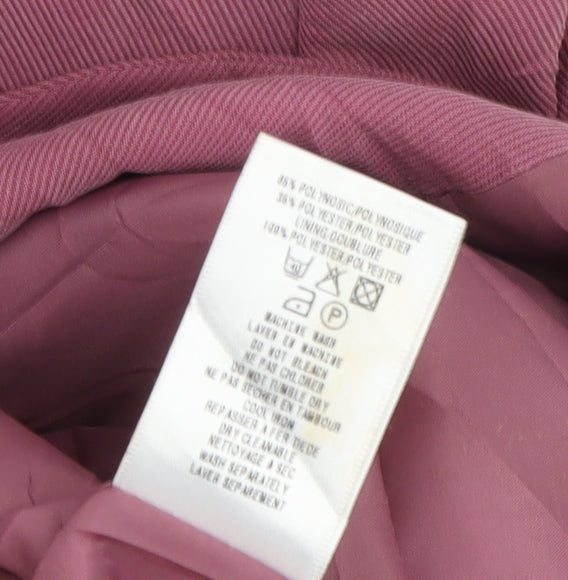 65% POLYNOSIC/POLYNOSIQUE
35% POLYESTER/POLYESTER
LINING/DOUBLURE
100% POLYESTER/POLYESTER
P
MACHINE WASH
LAVER EN MACHINE
DO NOT BLEACH
NE PAS CHLORER
DO NOT TUMBLE DRY
NE PAS SÉCHER EN TAMBOUR
COOL IRON
REPASSER A FER TIEDE
DRY CLEANABLE
NETTOYAGE A SEC
WASH SEPARATELY
LAVER SEPAREMENT